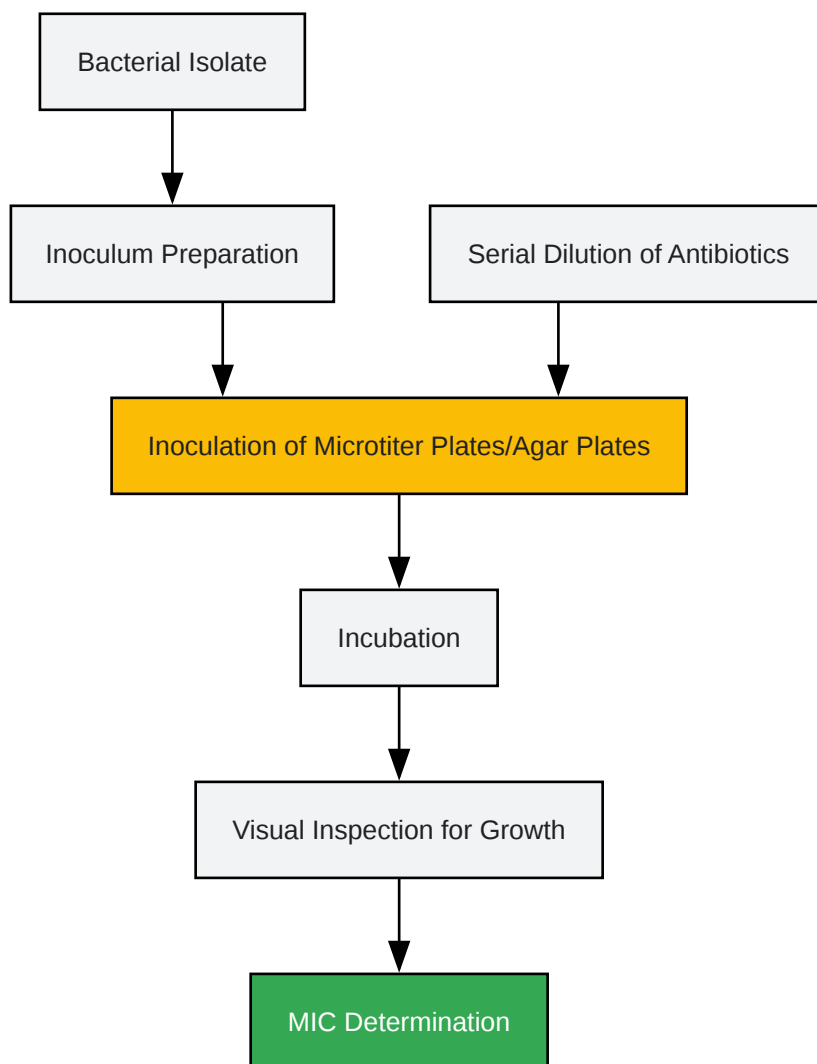 Bacterial Isolate
Inoculum Preparation
Serial Dilution of Antibiotics
Inoculation of Microtiter Plates/Agar Plates
Incubation
Visual Inspection for Growth
MIC Determination